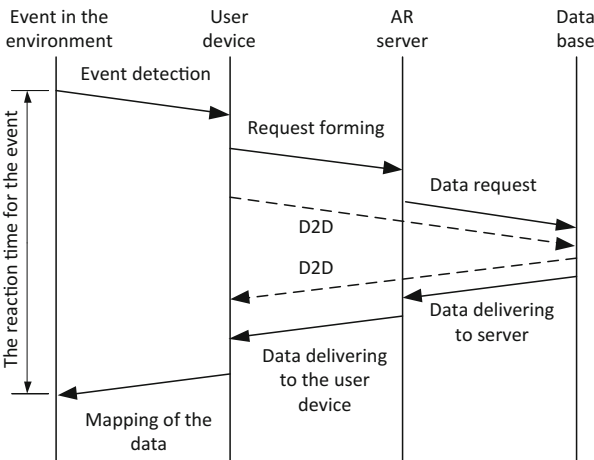 Event in the
environment
User
device
AR
server
Data
base
Event detection
Request forming
Data request
D2D
D2D
Data delivering
to server
Data delivering
to the user
device
Mapping of the
data
The reaction time for the event